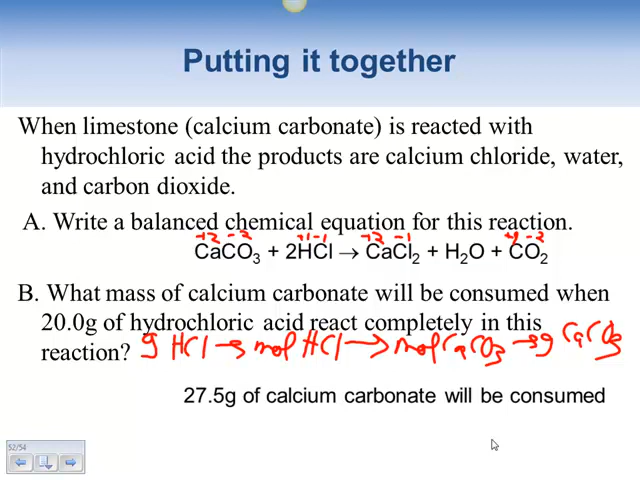 Putting it together
When limestone (calcium carbonate) is reacted with
hydrochloric acid the products are calcium chloride, water,
and carbon dioxide.
A. Write a balanced chemical equation for this reaction.
+2 -2 +1 -1 +2 -1 +4 -2
CaCO₃ + 2HCl → CaCl₂ + H₂O + CO₂
B. What mass of calcium carbonate will be consumed when
20.0g of hydrochloric acid react completely in this
reaction? g HCl → mol HCl → mol CaCO₃ → g CaCO₃
27.5g of calcium carbonate will be consumed
52/54